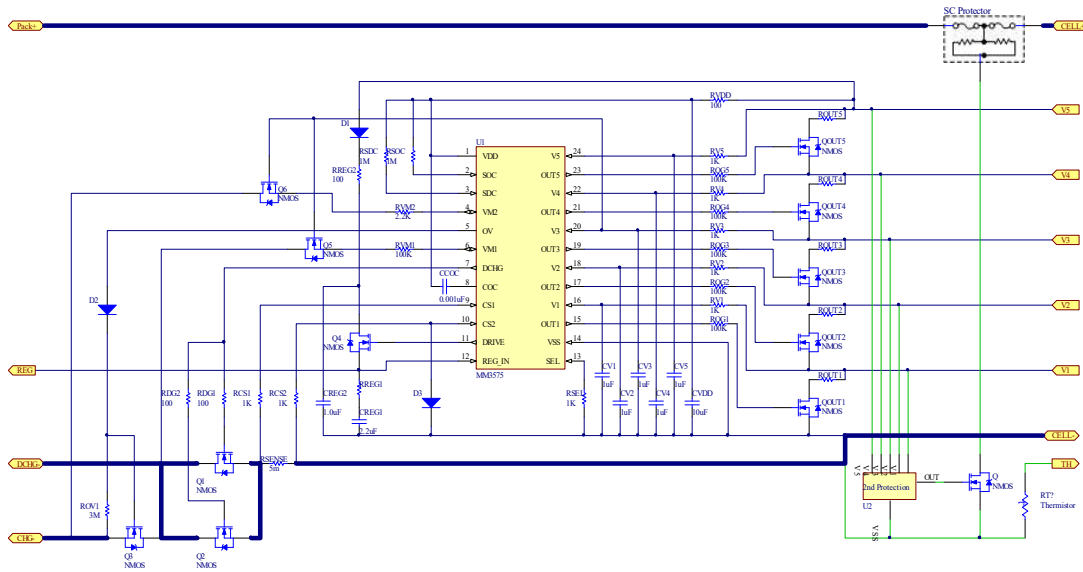 SC Protector
Pack+
CELL+
RVDD
100
V5
D1
ROUT5
U1
RSDC
1M
RSOC
1M
RREG2
100
1 VDD V5 24
RV5
1K
QOUT5
NMOS
2 SOC OUT5 23
ROG5
100K
V4
3 SDC V4 22
RV4
1K
ROUT4
Q6
NMOS
RVM2
2.2K
4 VM2 OUT4 21
ROG4
100K
QOUT4
NMOS
5 OV V3 20
RV3
1K
V3
Q5
NMOS
RVM1
100K
6 VM1 OUT3 19
ROG3
100K
ROUT3
7 DCHG V2 18
RV2
1K
QOUT3
NMOS
CCOC
0.001uF
8 COC OUT2 17
ROG2
100K
D2
9 CS1 V1 16
RV1
1K
V2
10 CS2 OUT1 15
ROG1
100K
ROUT2
Q4
NMOS
11 DRIVE VSS 14
QOUT2
NMOS
12 REG_IN SEL 13
MM3575
REG
V1
CV1
1uF
CV3
1uF
CV5
1uF
ROUT1
RDG2
100
RDG1
100
RCS1
1K
RCS2
1K
CREG2
1.0uF
RREG1
CREG1
2.2uF
D3
RSEL
1K
CV2
1uF
CV4
1uF
CVDD
10uF
QOUT1
NMOS
CELL-
DCHG-
RSENSE
5m
TH
Q1
NMOS
2nd Protection
OUT
U2
Q
NMOS
RT?
Thermistor
ROV1
3M
VSS
CHG-
Q3
NMOS
Q2
NMOS